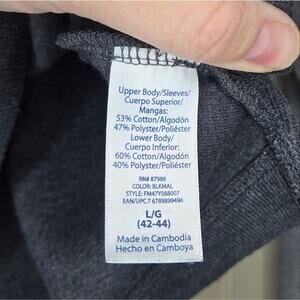 Upper Body/Sleeves/
Cuerpo Superior/
Mangas:
53% Cotton/Algodón
47% Polyester/Poliéster
Lower Body/
Cuerpo Inferior:
60% Cotton/Algodón
40% Polyester/Poliéster
RN# 87986
COLOR: BLKMAL
STYLE: FM47Y088007
EAN/UPC 7 6789899496
L/G
(42-44)
Made in Cambodia
Hecho en Camboya